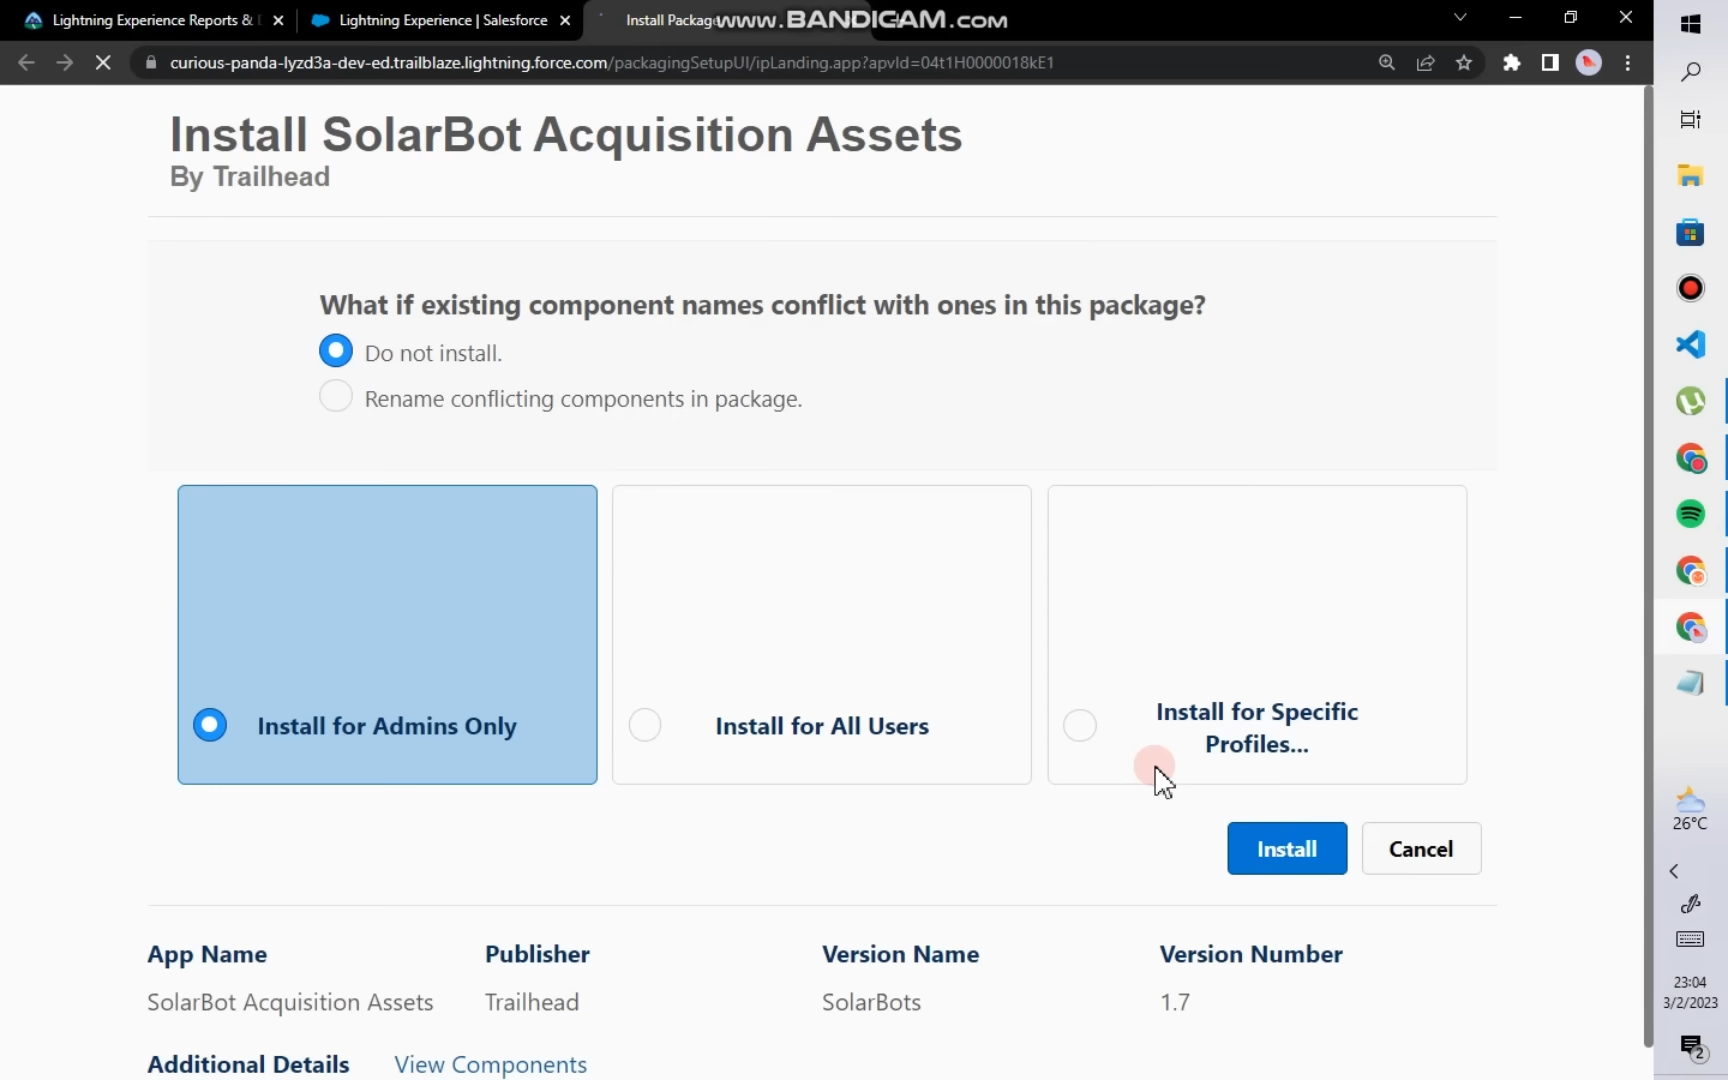 Lightning Experience Reports &
Lightning Experience | Salesforce
Install Package
www.BANDICAM.com
curious-panda-lyzd3a-dev-ed.trailblaze.lightning.force.com/packagingSetupUI/ipLanding.app?apvId=04t1H0000018kE1
Install SolarBot Acquisition Assets
By Trailhead
What if existing component names conflict with ones in this package?
Do not install.
Rename conflicting components in package.
Install for Admins Only
Install for All Users
Install for Specific
Profiles...
Install
Cancel
App Name
Publisher
Version Name
Version Number
SolarBot Acquisition Assets
Trailhead
SolarBots
1.7
Additional Details
View Components
26°C
23:04
3/2/2023
2